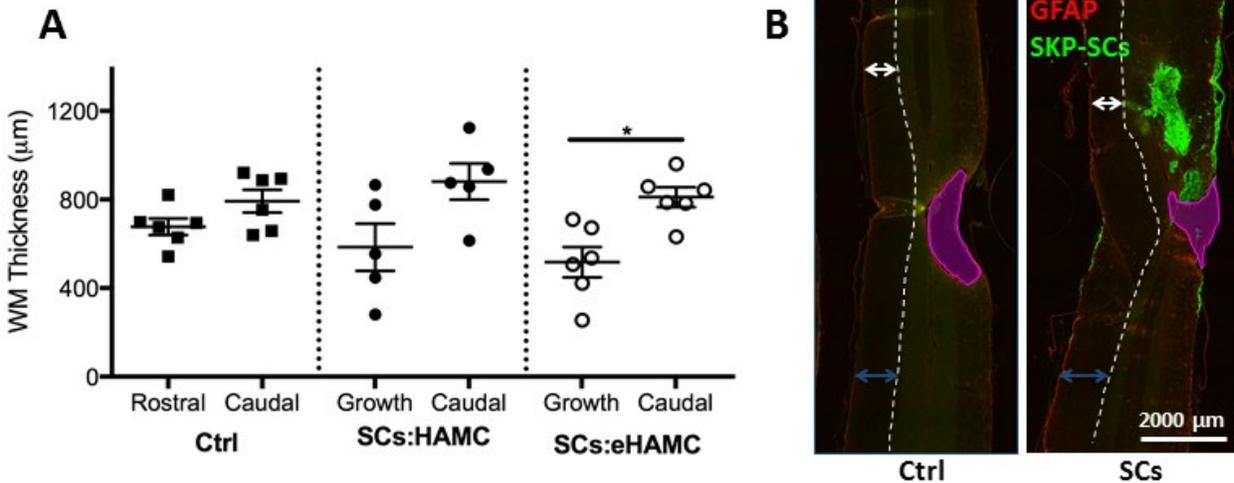 A
WM Thickness (μm)
1200
800
400
0
*
Rostral Caudal Growth Caudal Growth Caudal
Ctrl SCs:HAMC SCs:eHAMC
B
GFAP
SKP-SCs
2000 μm
Ctrl SCs